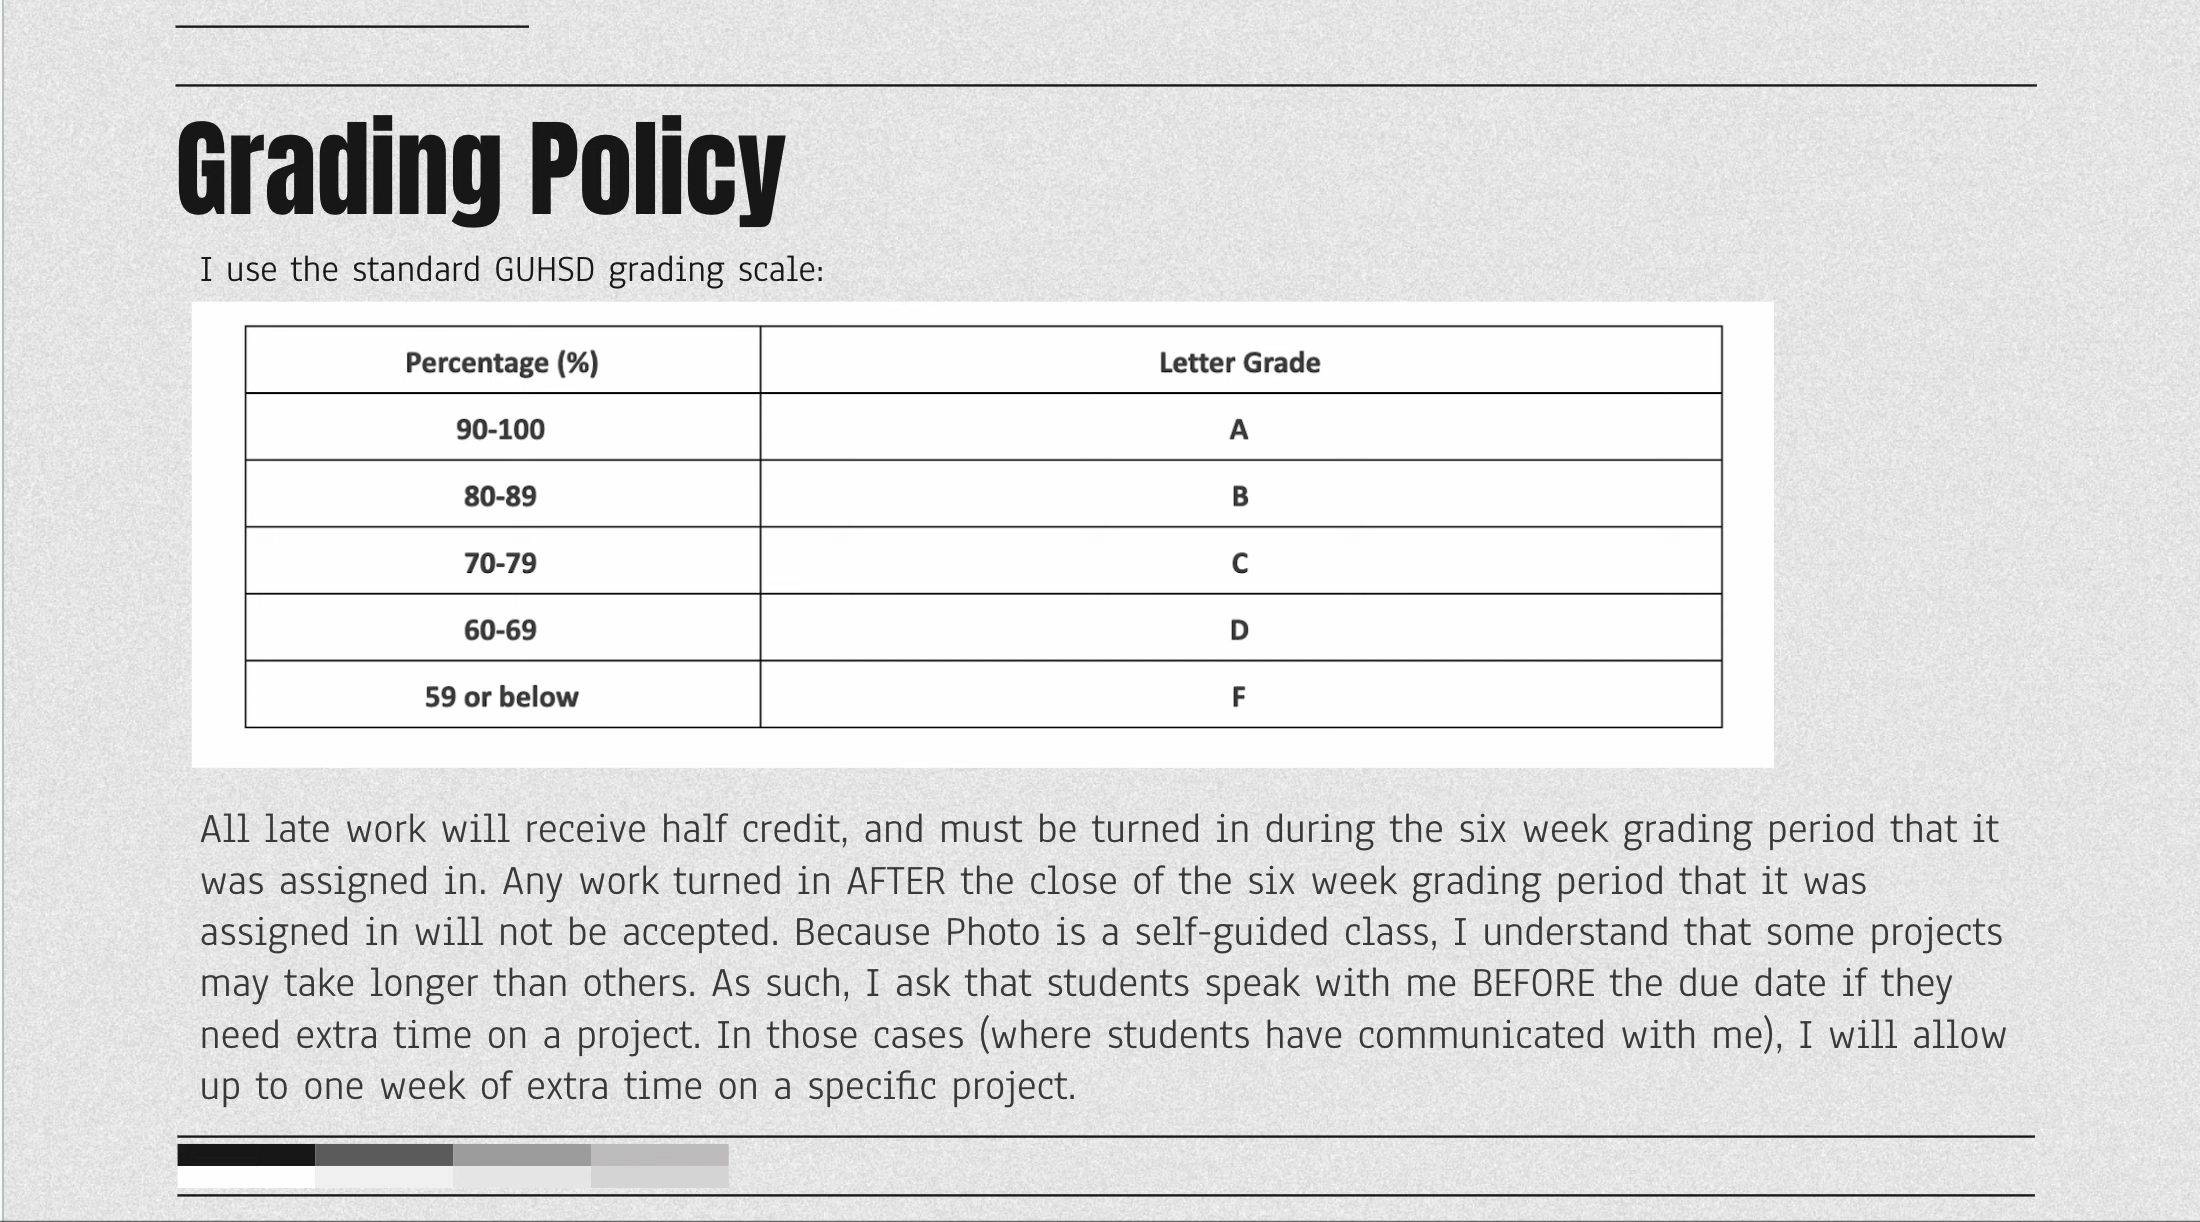 Grading Policy
I use the standard GUHSD grading scale:
Percentage (%) Letter Grade
90-100 A
80-89 B
70-79 C
60-69 D
59 or below F
All late work will receive half credit, and must be turned in during the six week grading period that it
was assigned in. Any work turned in AFTER the close of the six week grading period that it was
assigned in will not be accepted. Because Photo is a self-guided class, I understand that some projects
may take longer than others. As such, I ask that students speak with me BEFORE the due date if they
need extra time on a project. In those cases (where students have communicated with me), I will allow
up to one week of extra time on a specific project.